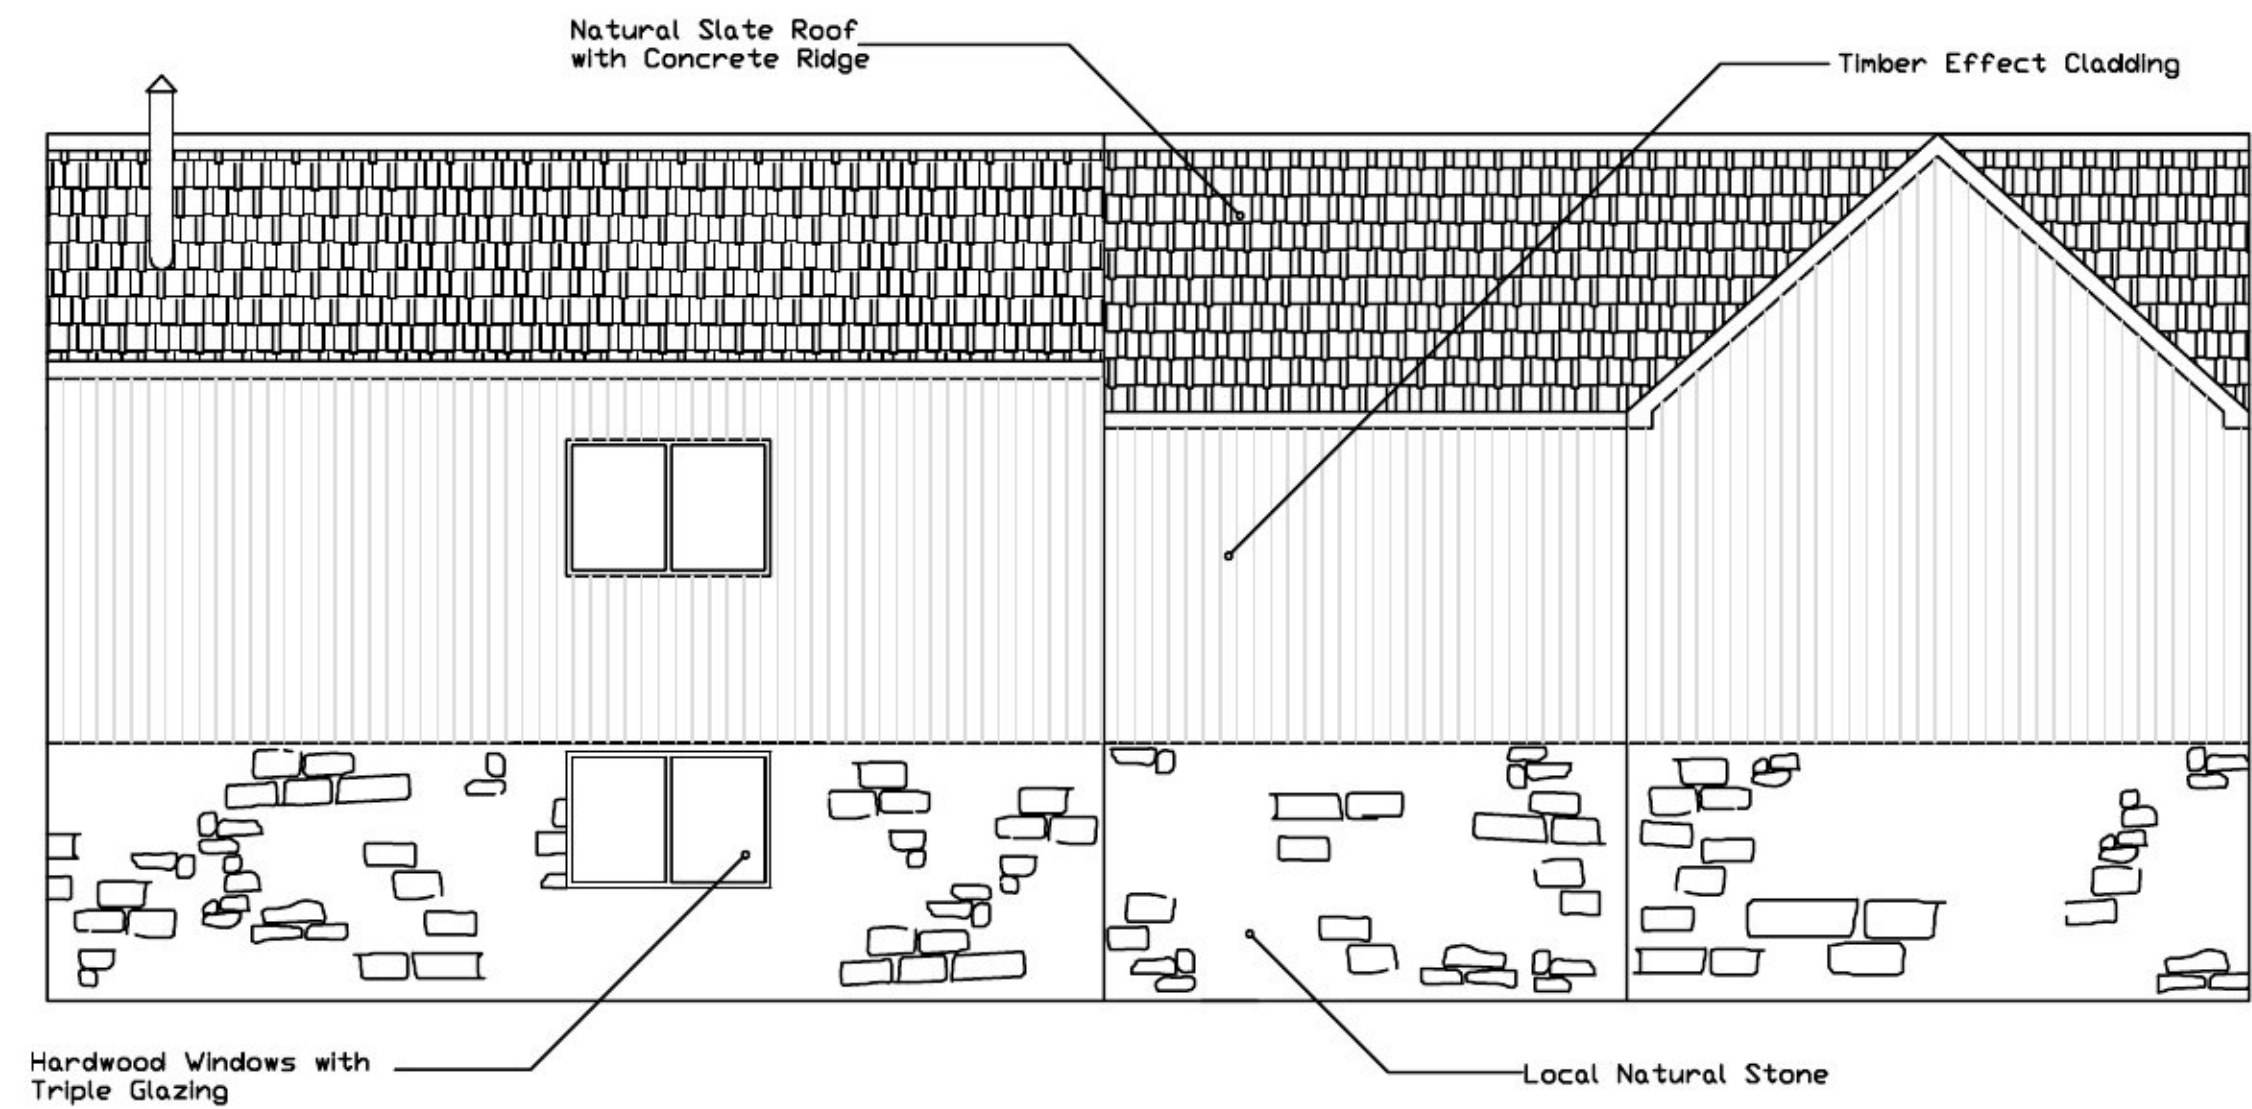 Natural Slate Roof
with Concrete Ridge
Timber Effect Cladding
Hardwood Windows with
Triple Glazing
Local Natural Stone